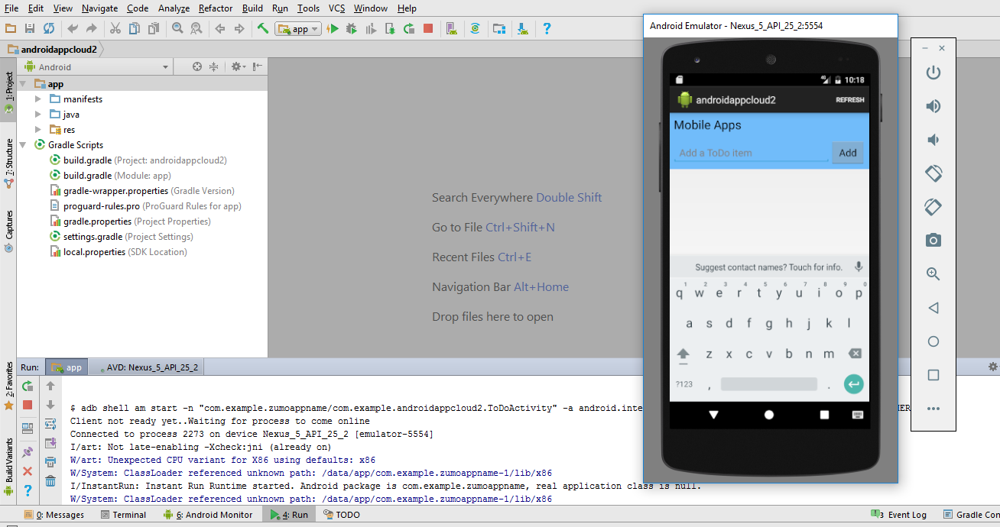 File Edit View Navigate Code Analyze Refactor Build Run Tools VCS Window Help
app
androidappcloud2
Android
1: Project
7: Structure
Captures
2: Favorites
Build Variants
app
manifests
java
res
Gradle Scripts
build.gradle (Project: androidappcloud2)
build.gradle (Module: app)
gradle-wrapper.properties (Gradle Version)
proguard-rules.pro (ProGuard Rules for app)
gradle.properties (Project Properties)
settings.gradle (Project Settings)
local.properties (SDK Location)
Search Everywhere Double Shift
Go to File Ctrl+Shift+N
Recent Files Ctrl+E
Navigation Bar Alt+Home
Drop files here to open
Android Emulator - Nexus_5_API_25_2:5554
4G 10:18
androidappcloud2 REFRESH
Mobile Apps
Add a ToDo item Add
Suggest contact names? Touch for info.
1 2 3 4 5 6 7 8 9 0
q w e r t y u i o p
a s d f g h j k l
z x c v b n m
?123 , .
Run: app AVD: Nexus_5_API_25_2
$ adb shell am start -n "com.example.zumoappname/com.example.androidappcloud2.ToDoActivity" -a android.inte
Client not ready yet..Waiting for process to come online
Connected to process 2273 on device Nexus_5_API_25_2 [emulator-5554]
I/art: Not late-enabling -Xcheck:jni (already on)
W/art: Unexpected CPU variant for X86 using defaults: x86
W/System: ClassLoader referenced unknown path: /data/app/com.example.zumoappname-1/lib/x86
I/InstantRun: Instant Run Runtime started. Android package is com.example.zumoappname, real application class is null.
W/System: ClassLoader referenced unknown path: /data/app/com.example.zumoappname-1/lib/x86
0: Messages Terminal 6: Android Monitor 4: Run TODO 3 Event Log Gradle Con